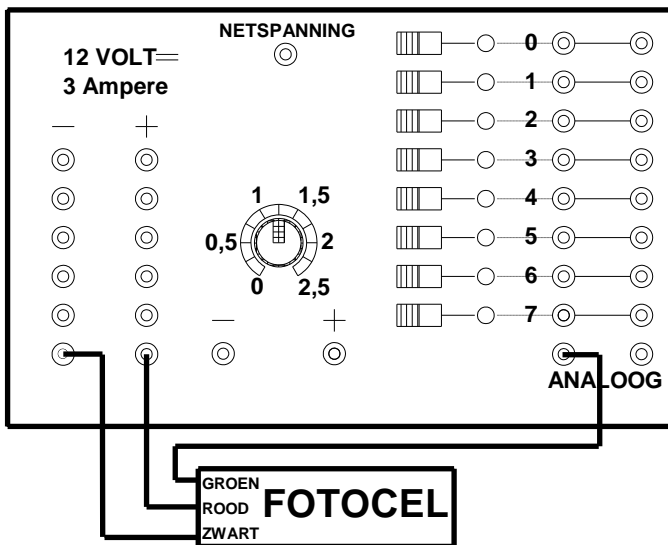 NETSPANNING
12 VOLT
3 Ampere
− +
0
1
2
3
4
5
6
7
1 1,5
0,5 2
0 2,5
− +
ANALOOG
GROEN
ROOD
ZWART
FOTOCEL